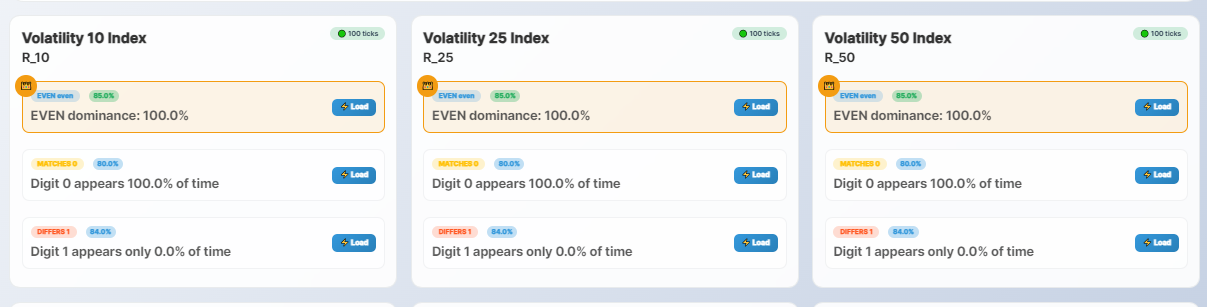 Volatility 10 Index
100 ticks
R_10
EVEN even 85.0%
EVEN dominance: 100.0%
Load
MATCHES 0 80.0%
Digit 0 appears 100.0% of time
Load
DIFFERS 1 84.0%
Digit 1 appears only 0.0% of time
Load
Volatility 25 Index
100 ticks
R_25
EVEN even 85.0%
EVEN dominance: 100.0%
Load
MATCHES 0 80.0%
Digit 0 appears 100.0% of time
Load
DIFFERS 1 84.0%
Digit 1 appears only 0.0% of time
Load
Volatility 50 Index
100 ticks
R_50
EVEN even 85.0%
EVEN dominance: 100.0%
Load
MATCHES 0 80.0%
Digit 0 appears 100.0% of time
Load
DIFFERS 1 84.0%
Digit 1 appears only 0.0% of time
Load